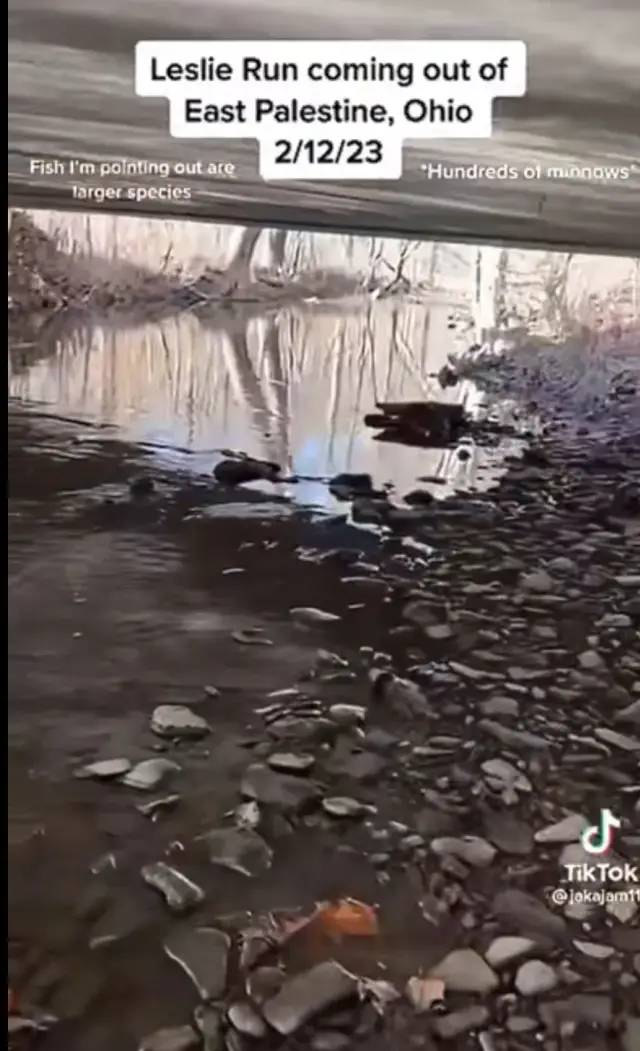 Leslie Run coming out of
East Palestine, Ohio
2/12/23
Fish I'm pointing out are
larger species
*Hundreds of minnows*
TikTok
@jakajam11